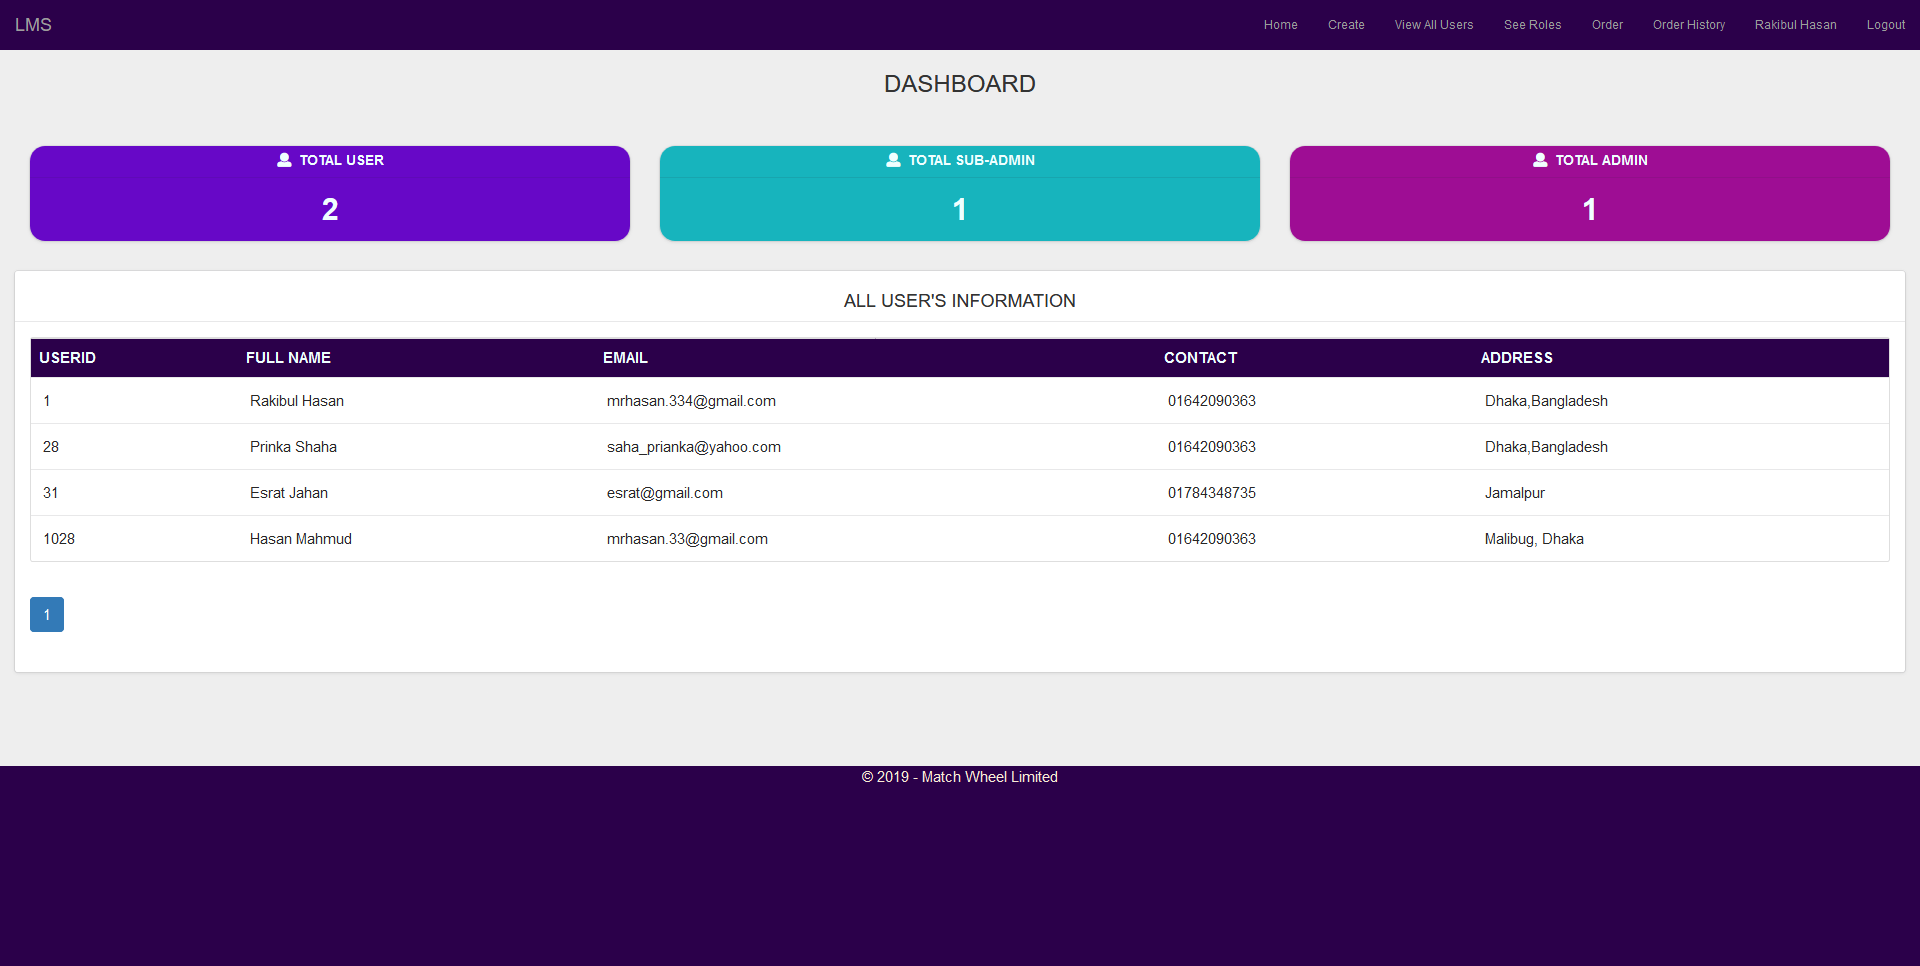 LMS Home Create View All Users See Roles Order Order History Rakibul Hasan Logout
DASHBOARD
TOTAL USER TOTAL SUB-ADMIN TOTAL ADMIN
2 1 1
ALL USER'S INFORMATION
USERID FULL NAME EMAIL CONTACT ADDRESS
1 Rakibul Hasan mrhasan.334@gmail.com 01642090363 Dhaka,Bangladesh
28 Prinka Shaha saha_prianka@yahoo.com 01642090363 Dhaka,Bangladesh
31 Esrat Jahan esrat@gmail.com 01784348735 Jamalpur
1028 Hasan Mahmud mrhasan.33@gmail.com 01642090363 Malibug, Dhaka
1
© 2019 - Match Wheel Limited